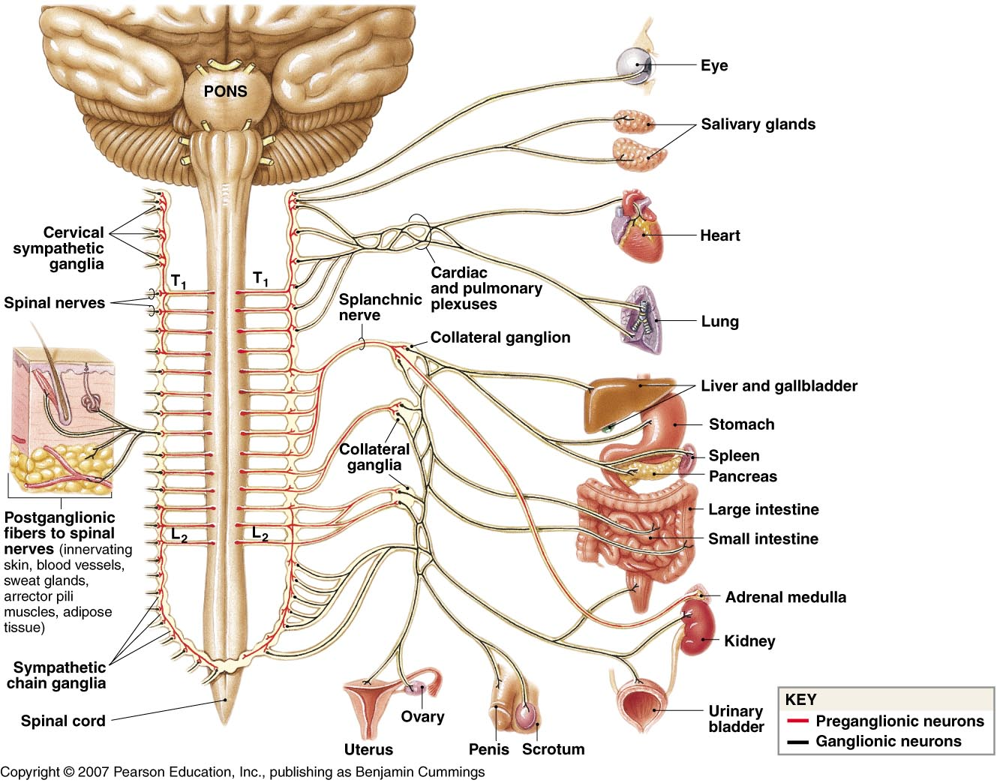 PONS
Eye
Salivary glands
Cervical
sympathetic
ganglia
Heart
T1
T1
Cardiac
and pulmonary
plexuses
Spinal nerves
Splanchnic
nerve
Lung
Collateral ganglion
Liver and gallbladder
Stomach
Collateral
ganglia
Spleen
Pancreas
Postganglionic
fibers to spinal
nerves (innervating
skin, blood vessels,
sweat glands,
arrector pili
muscles, adipose
tissue)
Large intestine
L2
L2
Small intestine
Adrenal medulla
Kidney
Sympathetic
chain ganglia
Spinal cord
Ovary
Urinary
bladder
Uterus
Penis
Scrotum
KEY
Preganglionic neurons
Ganglionic neurons
Copyright © 2007 Pearson Education, Inc., publishing as Benjamin Cummings